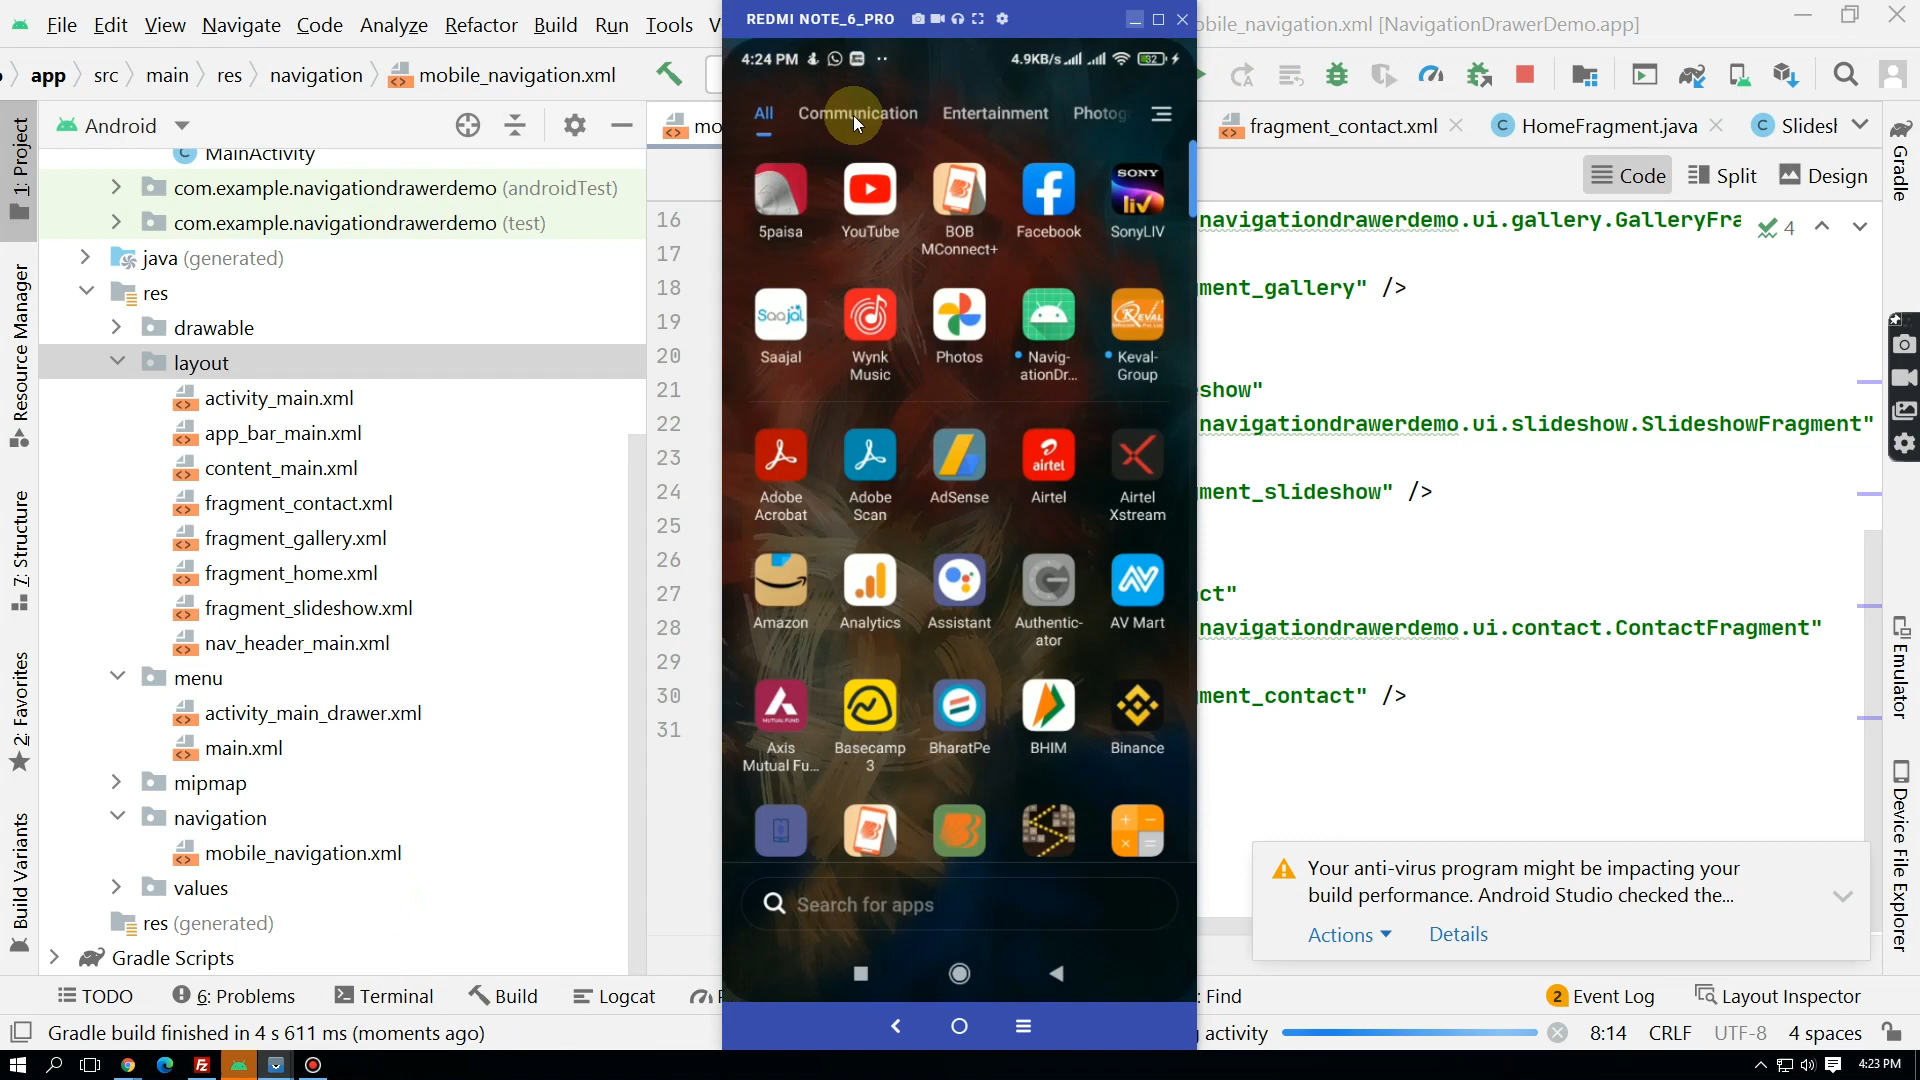 File Edit View Navigate Code Analyze Refactor Build Run Tools
REDMI NOTE_6_PRO
mobile_navigation.xml [NavigationDrawerDemo.app]
app src main res navigation mobile_navigation.xml
Android
fragment_contact.xml
HomeFragment.java
Code Split Design
1: Project
Resource Manager
7: Structure
2: Favorites
Build Variants
MainActivity
com.example.navigationdrawerdemo (androidTest)
com.example.navigationdrawerdemo (test)
java (generated)
res
drawable
layout
activity_main.xml
app_bar_main.xml
content_main.xml
fragment_contact.xml
fragment_gallery.xml
fragment_home.xml
fragment_slideshow.xml
nav_header_main.xml
menu
activity_main_drawer.xml
main.xml
mipmap
navigation
mobile_navigation.xml
values
res (generated)
Gradle Scripts
16
17
18
19
20
21
22
23
24
25
26
27
28
29
30
31
4:24 PM
4.9KB/s
82
All Communication Entertainment Photog
5paisa
YouTube
BOB MConnect+
Facebook
SONY
liv
SonyLIV
Saajal
Saajal
Wynk Music
Photos
Navig-ationDr...
KEVAL
Keval-Group
Adobe Acrobat
Adobe Scan
AdSense
airtel
Airtel
Airtel Xstream
Amazon
Analytics
Assistant
Authentic-ator
AV Mart
MUTUAL FUND
Axis Mutual Fu...
Basecamp 3
BharatPe
BHIM
Binance
Search for apps
navigationdrawerdemo.ui.gallery.GalleryFra
4
ment_gallery" />
show"
navigationdrawerdemo.ui.slideshow.SlideshowFragment"
ment_slideshow" />
ct"
navigationdrawerdemo.ui.contact.ContactFragment"
ment_contact" />
Your anti-virus program might be impacting your
build performance. Android Studio checked the...
Actions Details
Gradle
Emulator
Device File Explorer
TODO 6: Problems Terminal Build Logcat
: Find
2 Event Log Layout Inspector
Gradle build finished in 4 s 611 ms (moments ago)
activity
8:14 CRLF UTF-8 4 spaces
4:23 PM